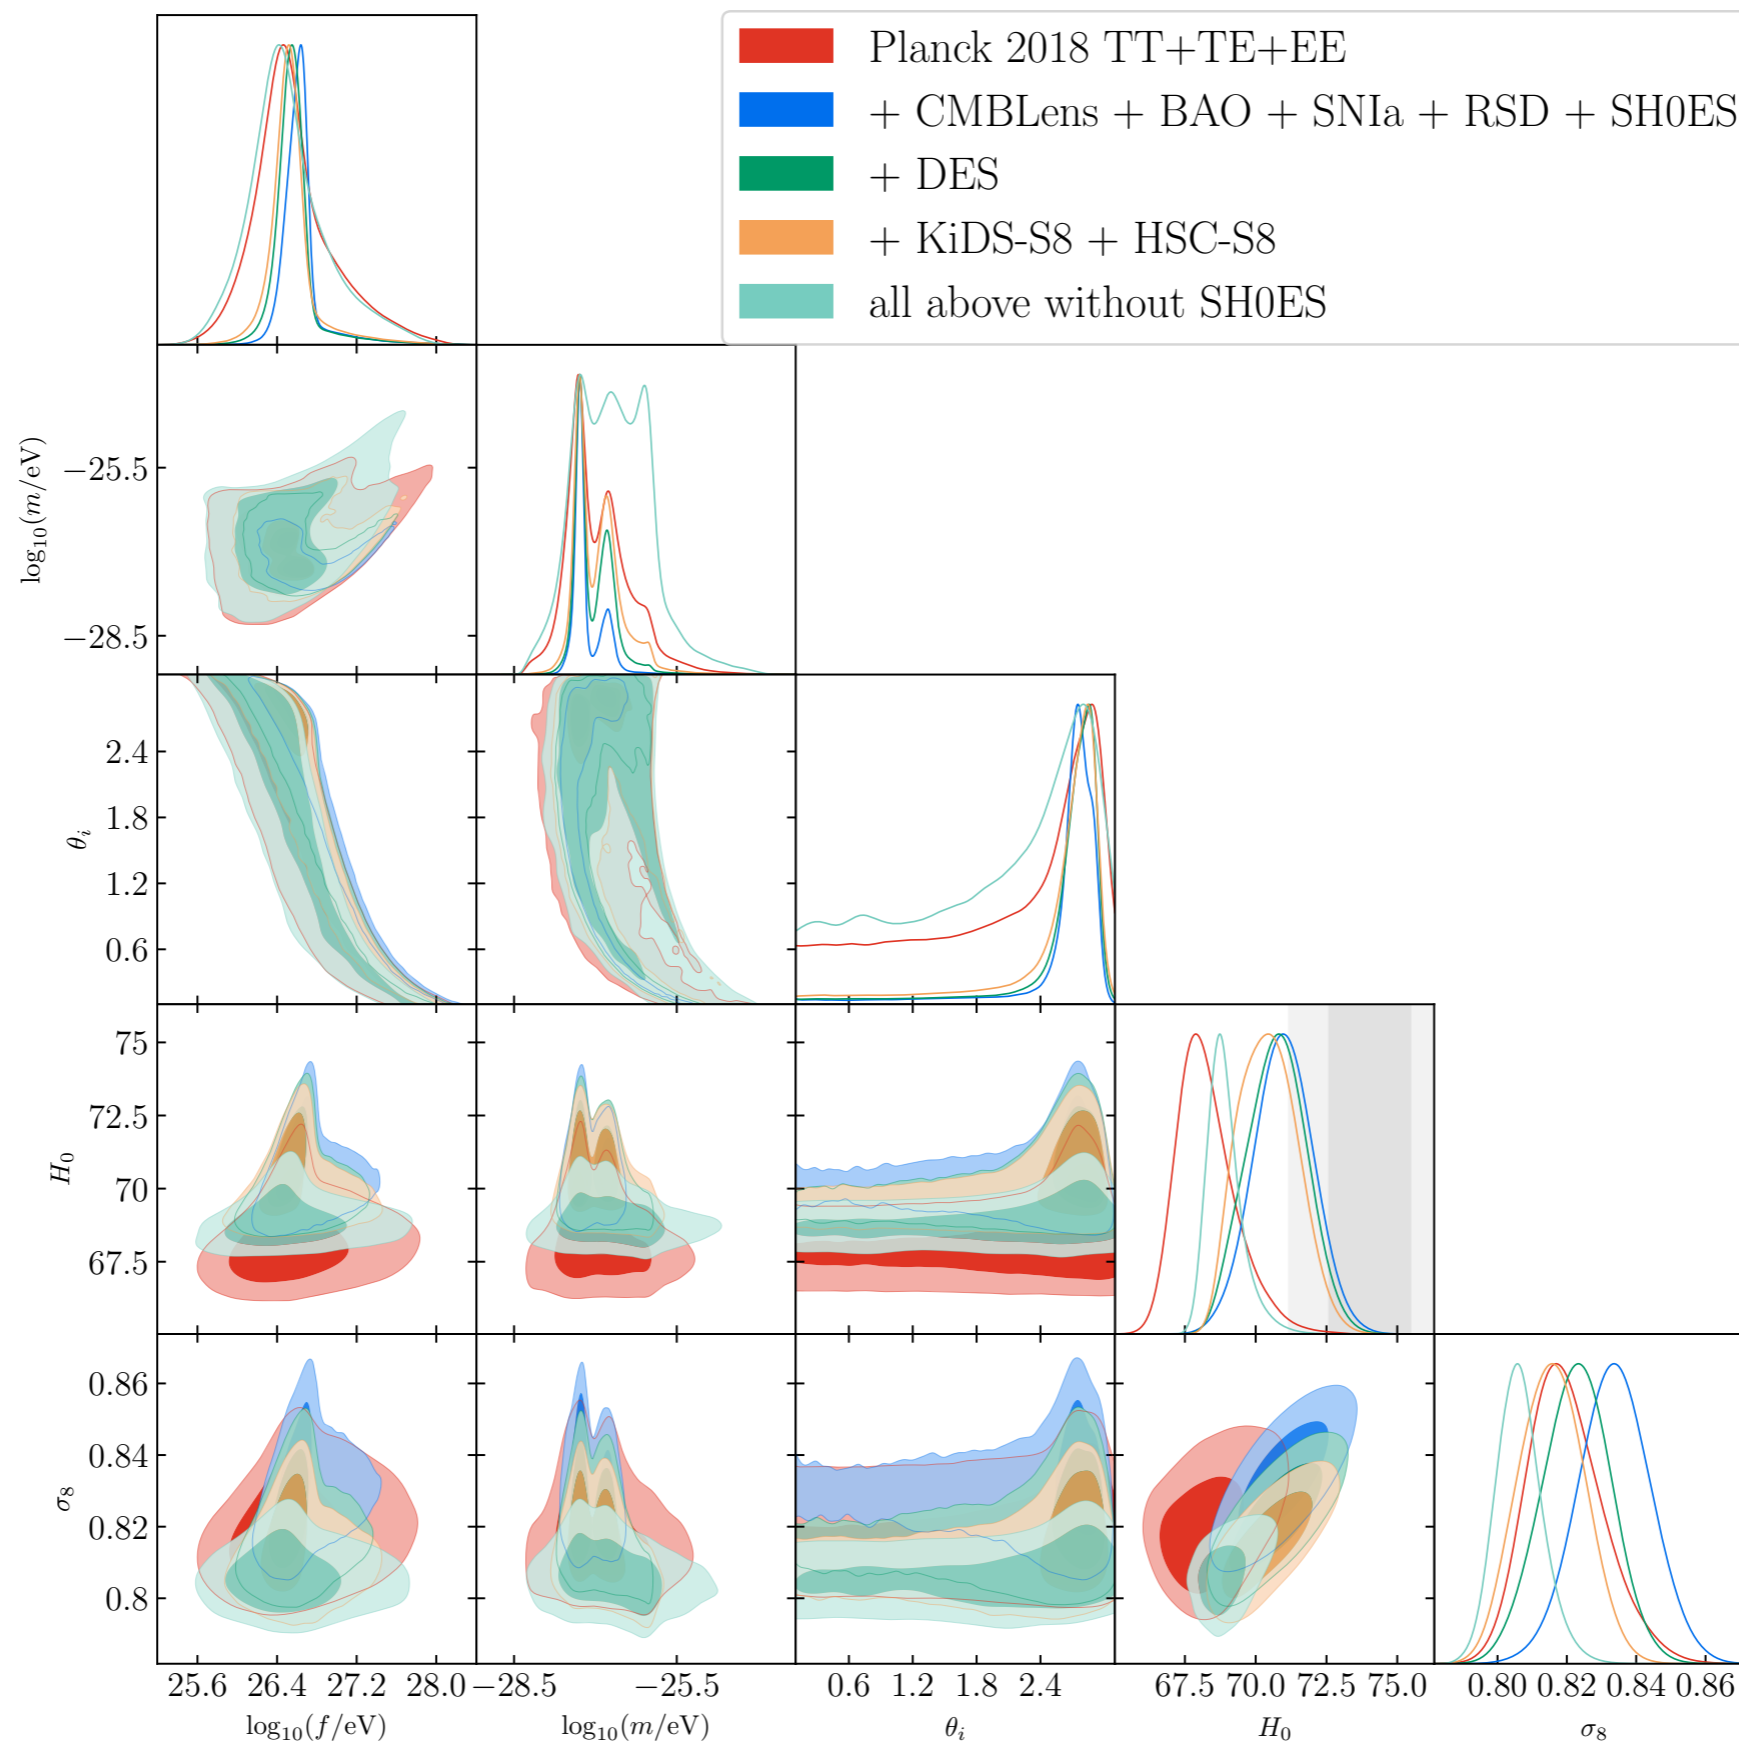 Planck 2018 TT+TE+EE
+ CMBLens + BAO + SNIa + RSD + SH0ES
+ DES
+ KiDS-S8 + HSC-S8
all above without SH0ES
log₁₀(m/eV)
−25.5
−28.5
θᵢ
2.4
1.8
1.2
0.6
H₀
75
72.5
70
67.5
σ₈
0.86
0.84
0.82
0.8
25.6 26.4 27.2 28.0 −28.5 −25.5 0.6 1.2 1.8 2.4 67.5 70.0 72.5 75.0 0.80 0.82 0.84 0.86
log₁₀(f/eV) log₁₀(m/eV) θᵢ H₀ σ₈